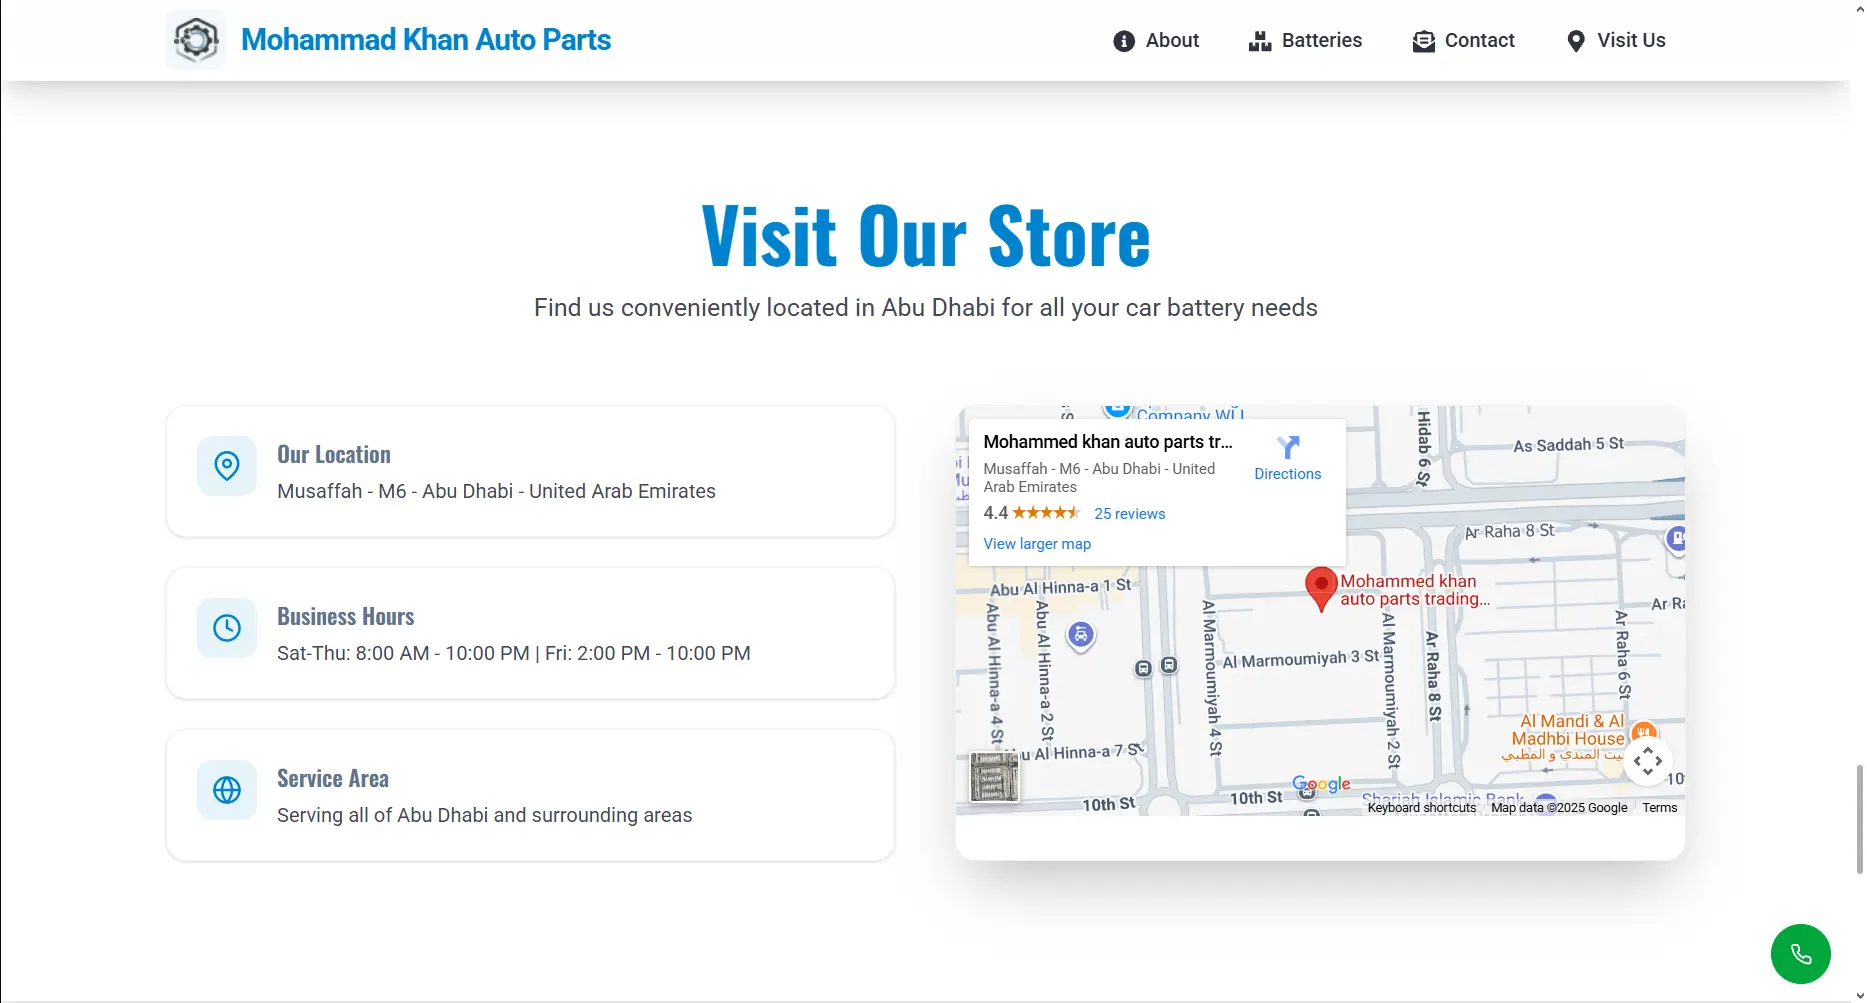 Mohammad Khan Auto Parts
About
Batteries
Contact
Visit Us
Visit Our Store
Find us conveniently located in Abu Dhabi for all your car battery needs
Our Location
Musaffah - M6 - Abu Dhabi - United Arab Emirates
Business Hours
Sat-Thu: 8:00 AM - 10:00 PM | Fri: 2:00 PM - 10:00 PM
Service Area
Serving all of Abu Dhabi and surrounding areas
Company WLL
Mohammed khan auto parts tr...
Musaffah - M6 - Abu Dhabi - United
Arab Emirates
4.4
25 reviews
View larger map
Directions
Hidab 6 St
As Saddah 5 St
Ar Raha 8 St
Mohammed khan
auto parts trading...
Abu Al Hinna-a 1 St
Abu Al Hinna-a 4 St
Abu Al Hinna-a 2 St
Al Marmoumiyah 4 St
Al Marmoumiyah 3 St
Al Marmoumiyah 2 St
Ar Raha 8 St
Ar Raha 6 St
Al Mandi & Al
Madhbi House
بيت المندي و المظبي
Al Hinna-a 7 St
10th St
10th St
Google
Sharjah Islamic Bank
Keyboard shortcuts
Map data ©2025 Google
Terms